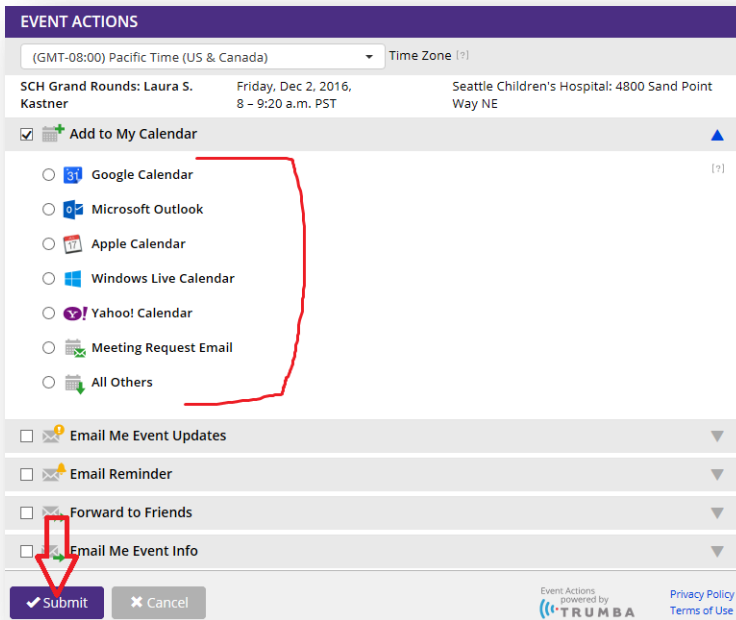 EVENT ACTIONS
(GMT-08:00) Pacific Time (US & Canada) Time Zone [?]
SCH Grand Rounds: Laura S. Kastner
Friday, Dec 2, 2016, 8 – 9:20 a.m. PST
Seattle Children's Hospital: 4800 Sand Point Way NE
Add to My Calendar
[?]
31 Google Calendar
Microsoft Outlook
17 Apple Calendar
Windows Live Calendar
Y! Yahoo! Calendar
Meeting Request Email
All Others
Email Me Event Updates
Email Reminder
Forward to Friends
Email Me Event Info
Submit
Cancel
Event Actions
powered by
TRUMBA
Privacy Policy
Terms of Use